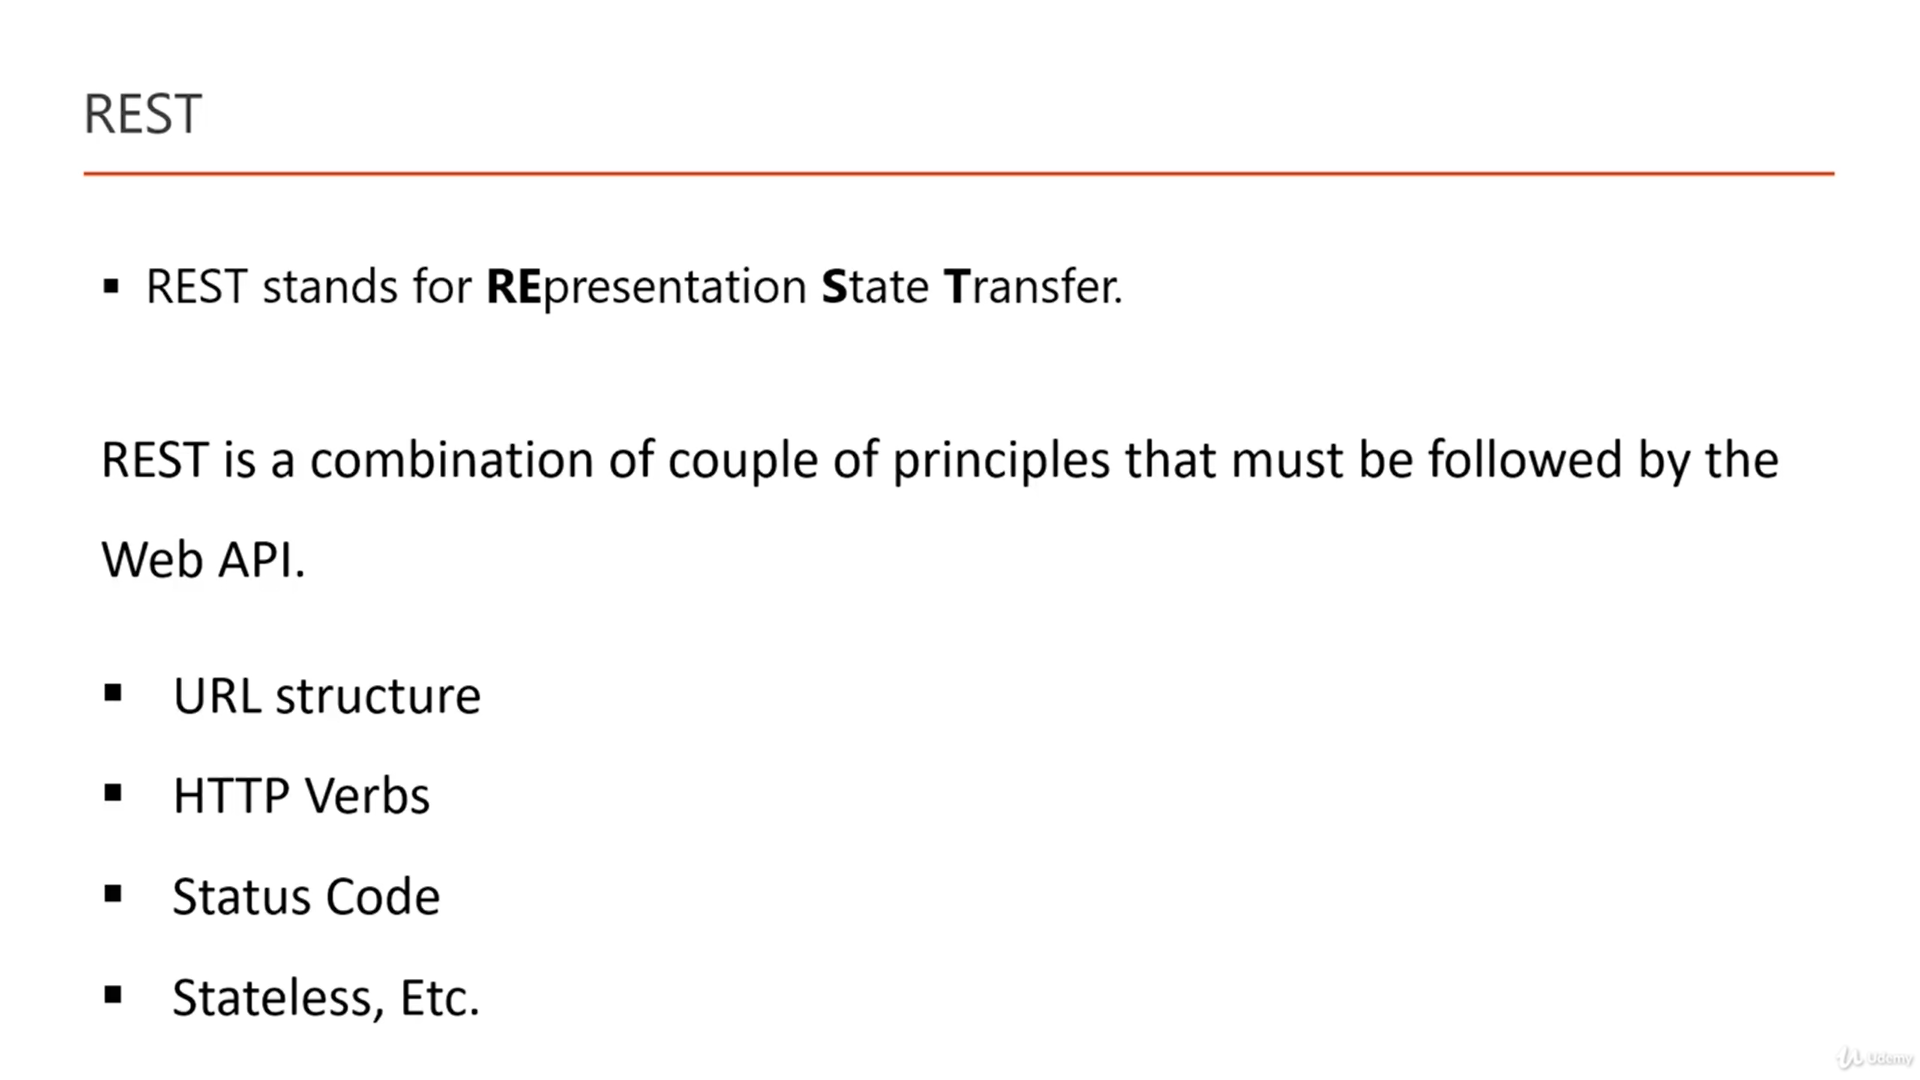 REST
▪ REST stands for REpresentation State Transfer.
REST is a combination of couple of principles that must be followed by the
Web API.
▪ URL structure
▪ HTTP Verbs
▪ Status Code
▪ Stateless, Etc.
Udemy